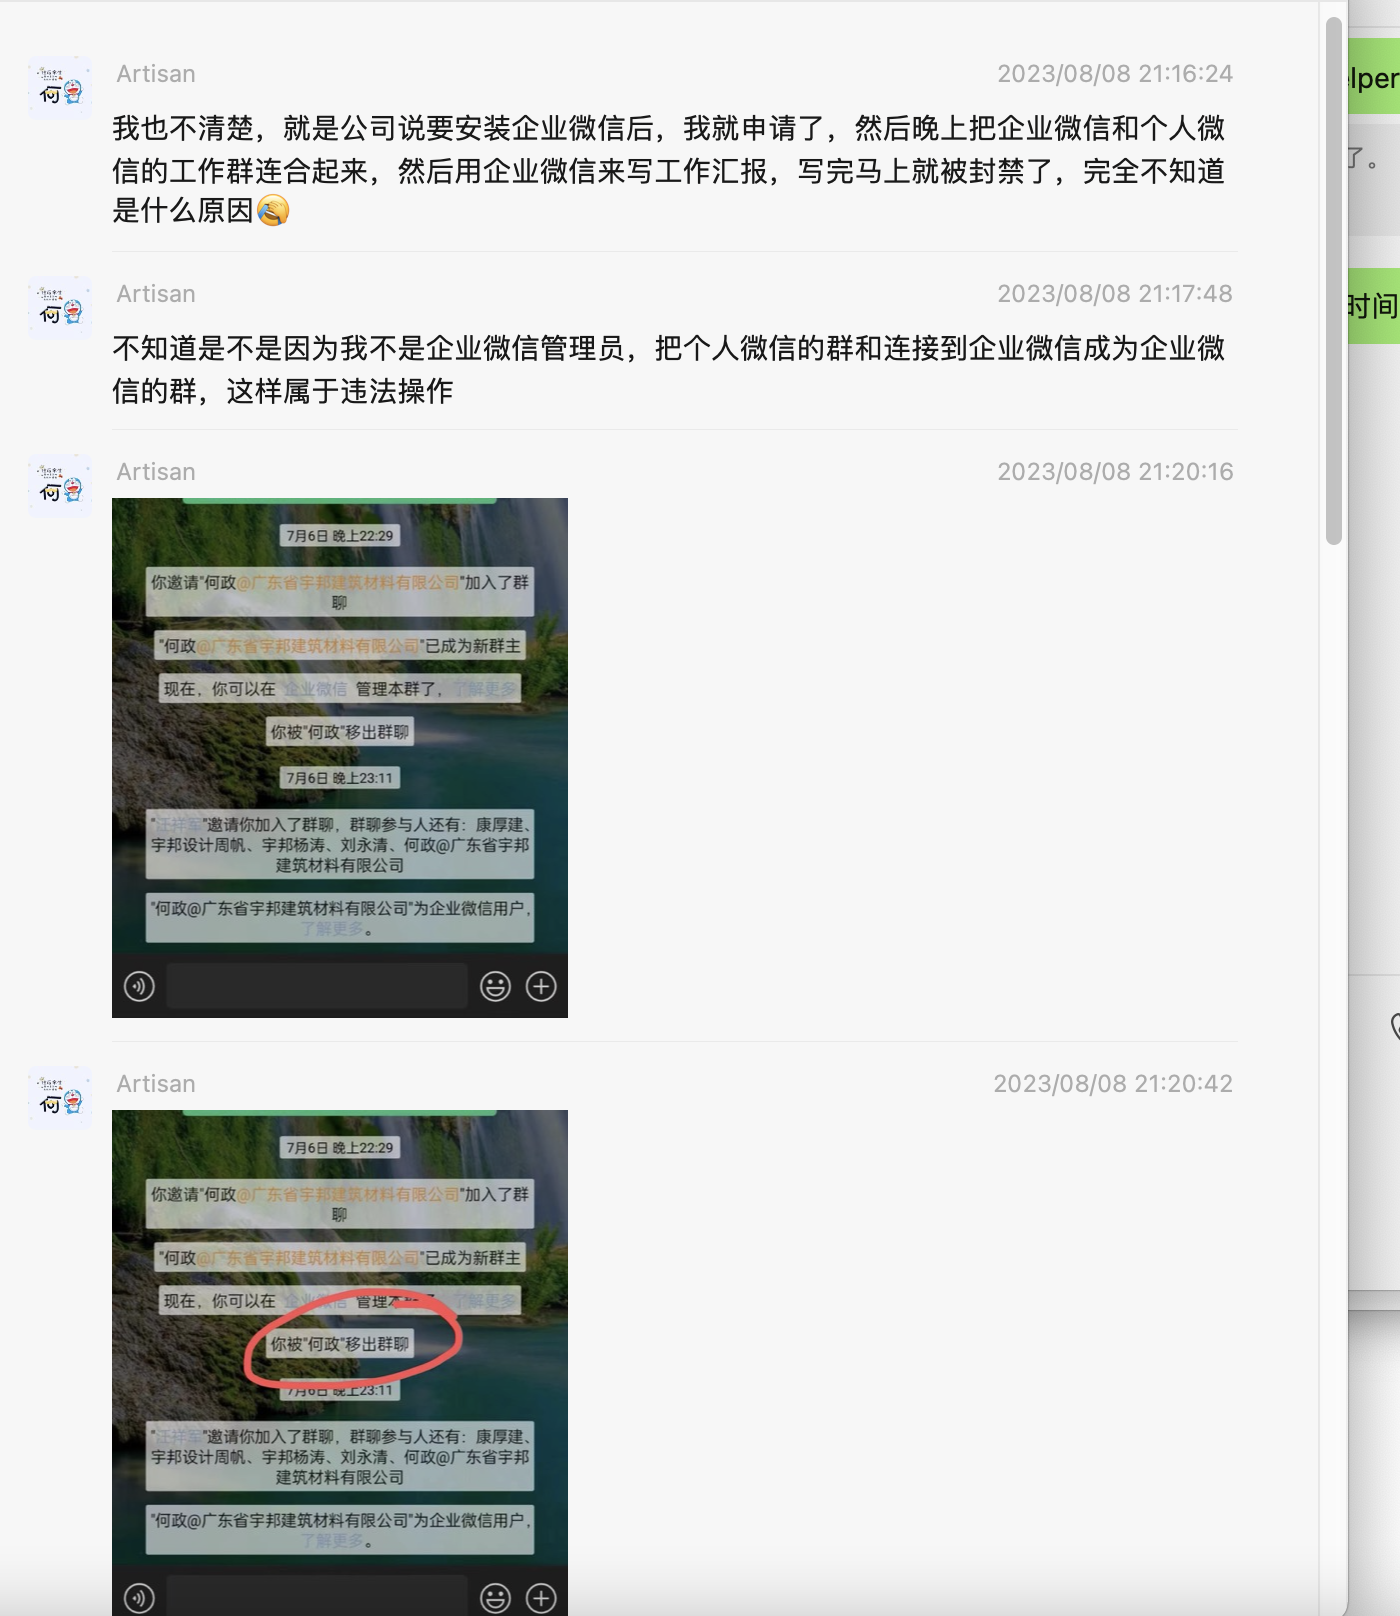 Artisan
2023/08/08 21:16:24
我也不清楚，就是公司说要安装企业微信后，我就申请了，然后晚上把企业微信和个人微
信的工作群连合起来，然后用企业微信来写工作汇报，写完马上就被封禁了，完全不知道
是什么原因
Artisan
2023/08/08 21:17:48
不知道是不是因为我不是企业微信管理员，把个人微信的群和连接到企业微信成为企业微
信的群，这样属于违法操作
Artisan
2023/08/08 21:20:16
7月6日 晚上22:29
你邀请"何政@广东省宇邦建筑材料有限公司"加入了群
聊
"何政@广东省宇邦建筑材料有限公司"已成为新群主
现在，你可以在 企业微信 管理本群了，了解更多
你被"何政"移出群聊
7月6日 晚上23:11
"汪祥军"邀请你加入了群聊，群聊参与人还有：康厚建、
宇邦设计周帆、宇邦杨涛、刘永清、何政@广东省宇邦
建筑材料有限公司
"何政@广东省宇邦建筑材料有限公司"为企业微信用户，
了解更多。
Artisan
2023/08/08 21:20:42
7月6日 晚上22:29
你邀请"何政@广东省宇邦建筑材料有限公司"加入了群
聊
"何政@广东省宇邦建筑材料有限公司"已成为新群主
现在，你可以在 企业微信 管理本群了，了解更多
你被"何政"移出群聊
7月6日 晚上23:11
"汪祥军"邀请你加入了群聊，群聊参与人还有：康厚建、
宇邦设计周帆、宇邦杨涛、刘永清、何政@广东省宇邦
建筑材料有限公司
"何政@广东省宇邦建筑材料有限公司"为企业微信用户，
了解更多。
何
何
何
何
elper
了。
时间